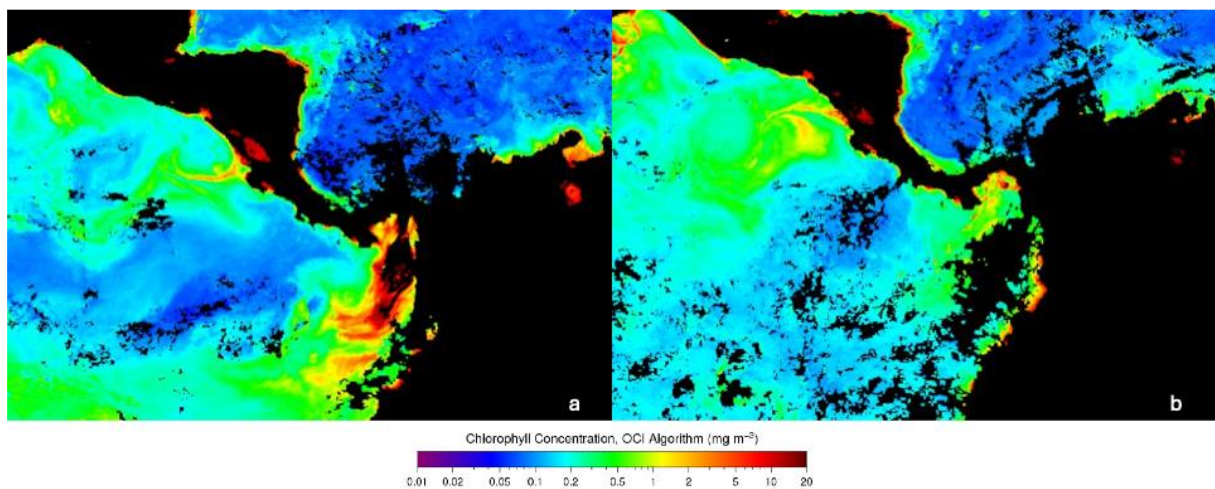 a
b
Chlorophyll Concentration, OCI Algorithm (mg m⁻³)
0.01 0.02 0.05 0.1 0.2 0.5 1 2 5 10 20